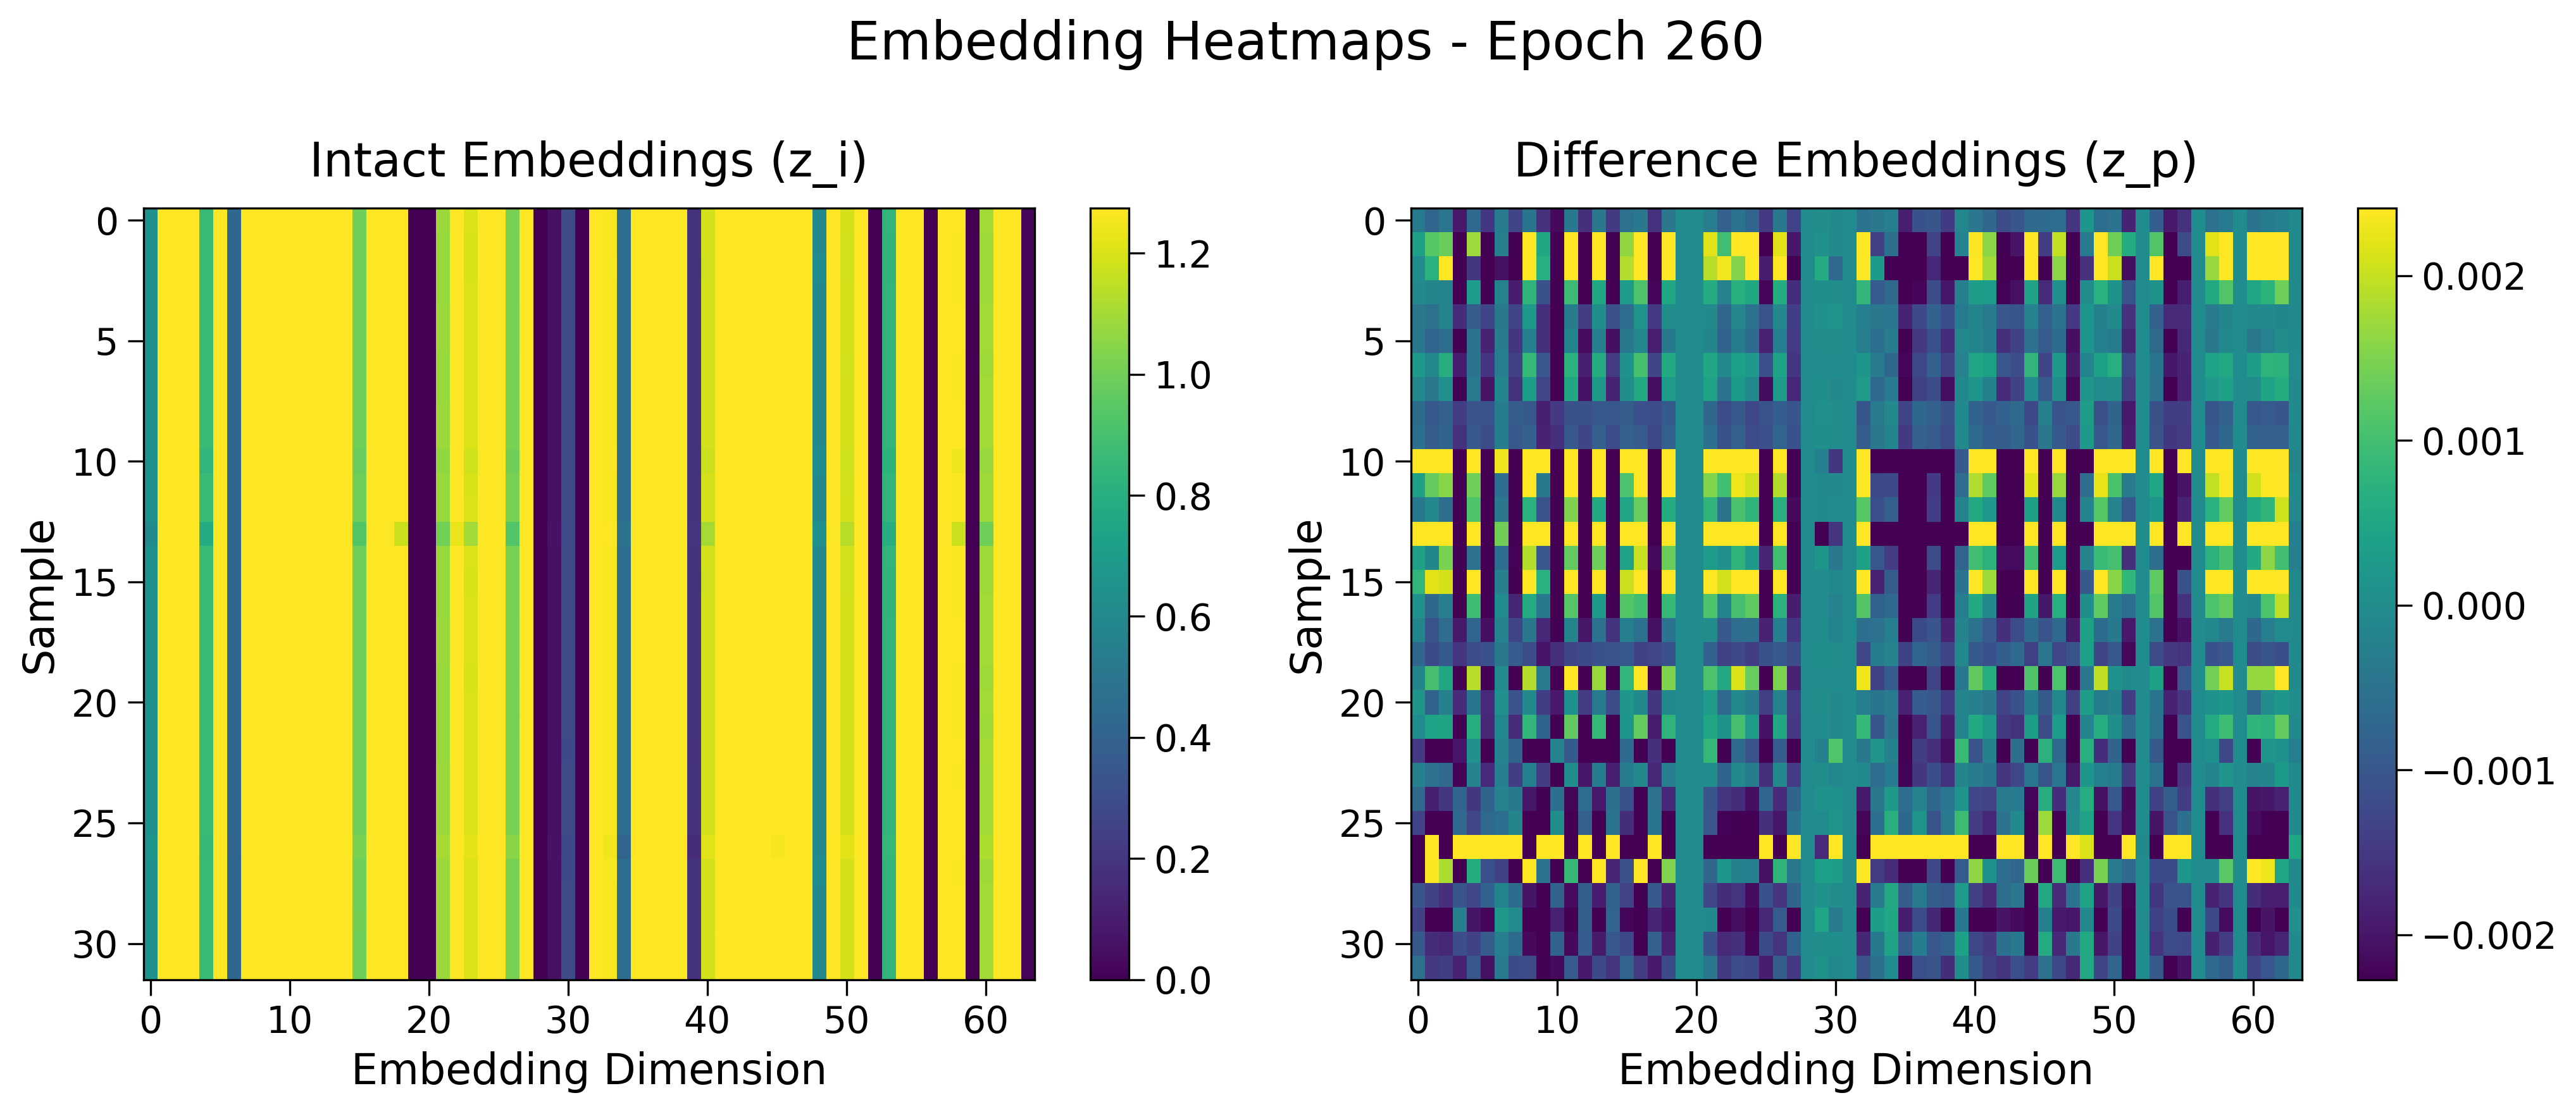 Embedding Heatmaps - Epoch 260
Intact Embeddings (z_i)
0
5
10
15
20
25
30
Sample
0 10 20 30 40 50 60
Embedding Dimension
1.2
1.0
0.8
0.6
0.4
0.2
0.0
Difference Embeddings (z_p)
0
5
10
15
20
25
30
Sample
0 10 20 30 40 50 60
Embedding Dimension
0.002
0.001
0.000
−0.001
−0.002